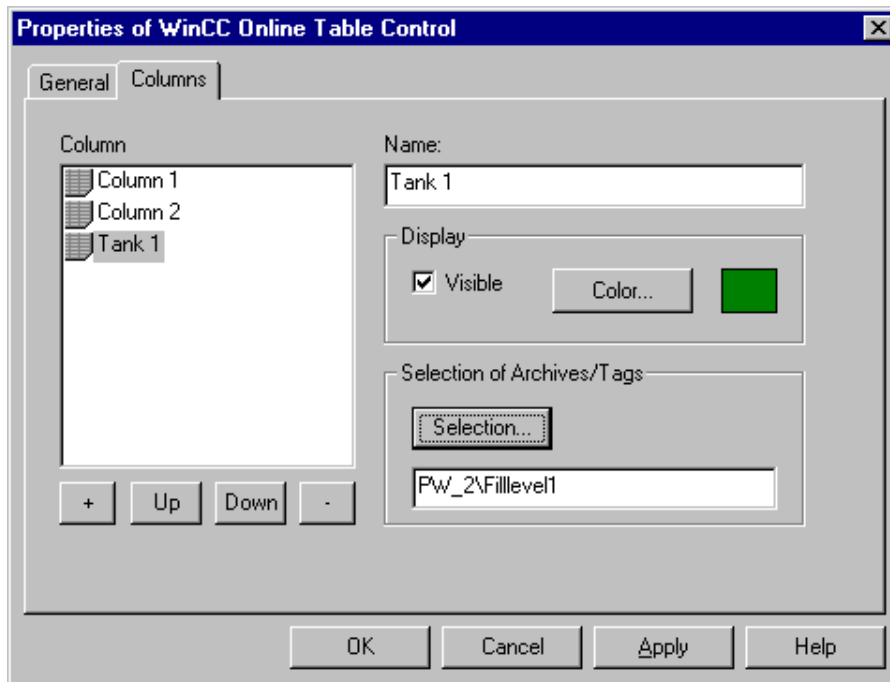 Properties of WinCC Online Table Control
General
Columns
Column
Column 1
Column 2
Tank 1
+
Up
Down
-
Name:
Tank 1
Display
Visible
Color...
Selection of Archives/Tags
Selection...
PW_2\Filllevel1
OK
Cancel
Apply
Help